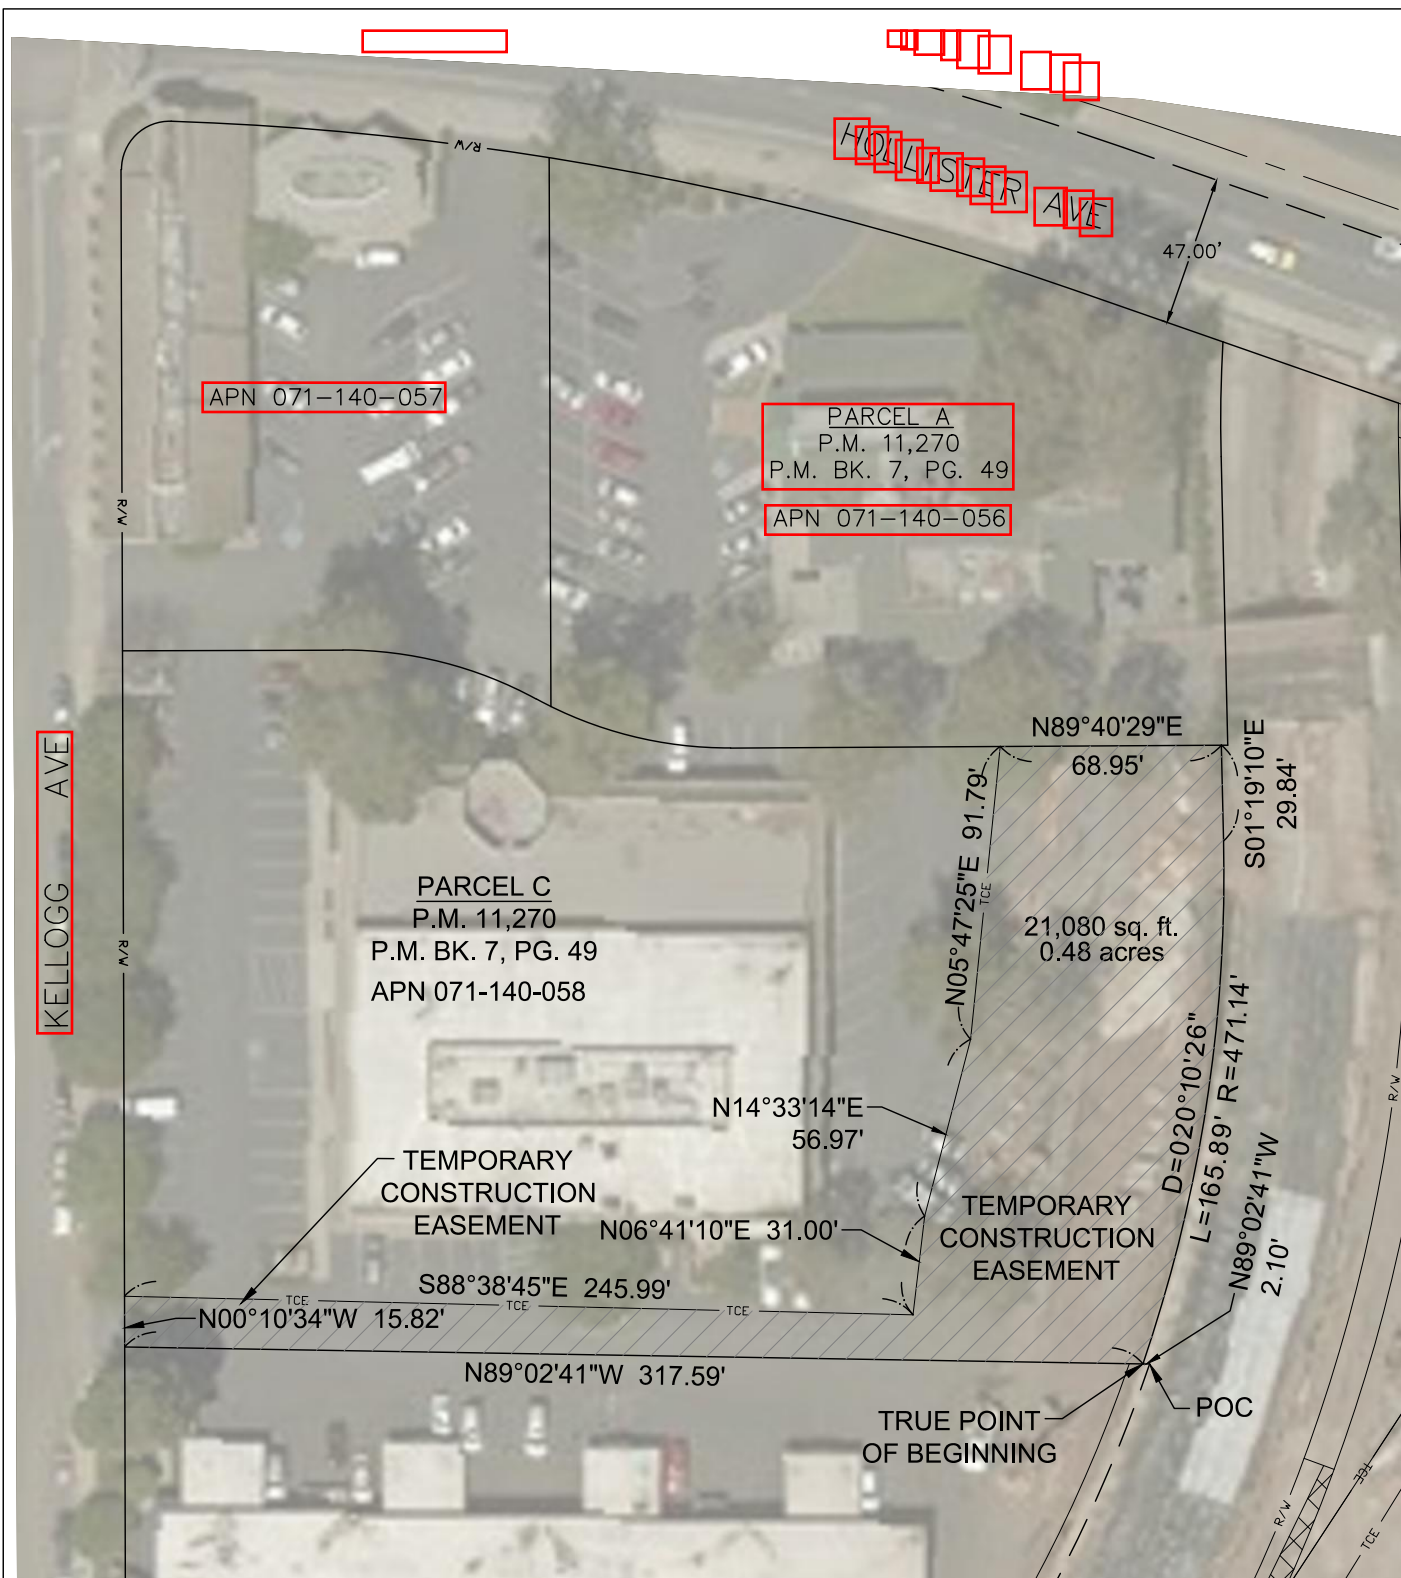 R/W
HOLLISTER AVE
47.00'
APN 071-140-057
PARCEL A
P.M. 11,270
P.M. BK. 7, PG. 49
APN 071-140-056
R/W
N89°40'29"E
68.95'
S01°19'10"E
29.84'
KELLOGG AVE
N05°47'25"E 91.79'
TCE
PARCEL C
P.M. 11,270
P.M. BK. 7, PG. 49
APN 071-140-058
21,080 sq. ft.
0.48 acres
R/W
D=020°10'26"
L=165.89' R=471.14'
R/W
N14°33'14"E
56.97'
TEMPORARY
CONSTRUCTION
EASEMENT
N06°41'10"E 31.00'
TEMPORARY
CONSTRUCTION
EASEMENT
N89°02'41"W
2.10'
S88°38'45"E 245.99'
TCE
TCE
TCE
N00°10'34"W 15.82'
N89°02'41"W 317.59'
POC
TRUE POINT
OF BEGINNING
TCE
R/W
TCE